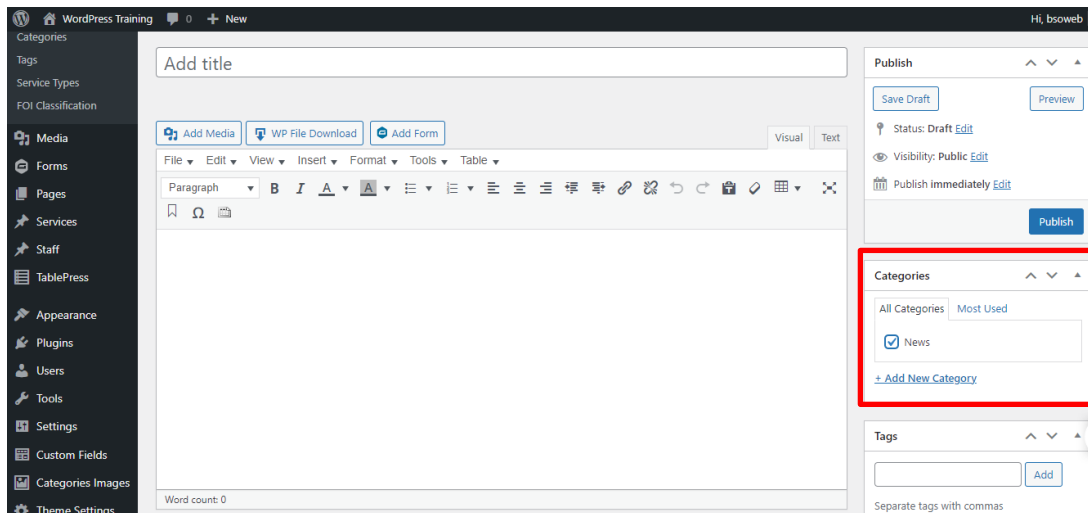 WordPress Training 0 + New Hi, bsoweb
Categories
Tags
Service Types
FOI Classification
Media
Forms
Pages
Services
Staff
TablePress
Appearance
Plugins
Users
Tools
Settings
Custom Fields
Categories Images
Theme Settings
Add title
Add Media WP File Download Add Form Visual Text
File Edit View Insert Format Tools Table
Paragraph B I A A
Ω
Word count: 0
Publish
Save Draft Preview
Status: Draft Edit
Visibility: Public Edit
Publish immediately Edit
Publish
Categories
All Categories Most Used
News
+ Add New Category
Tags
Add
Separate tags with commas